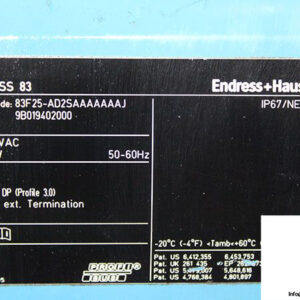 SS 83
Endress+Haus
ode: 83F25-AD2SAAAAAAAJ
9B019402000
IP67/NE
VAC
50-60Hz
DP (Profile 3.0)
ext. Termination
-20°C (-4°F) <Tamb<+60°C
PROFI
BUS
Pat. US 6,412,355 6,453,753
Pat. UK 261 435 EP
Pat. US 5,648,616
Pat. US 4,768,384 4,801,897